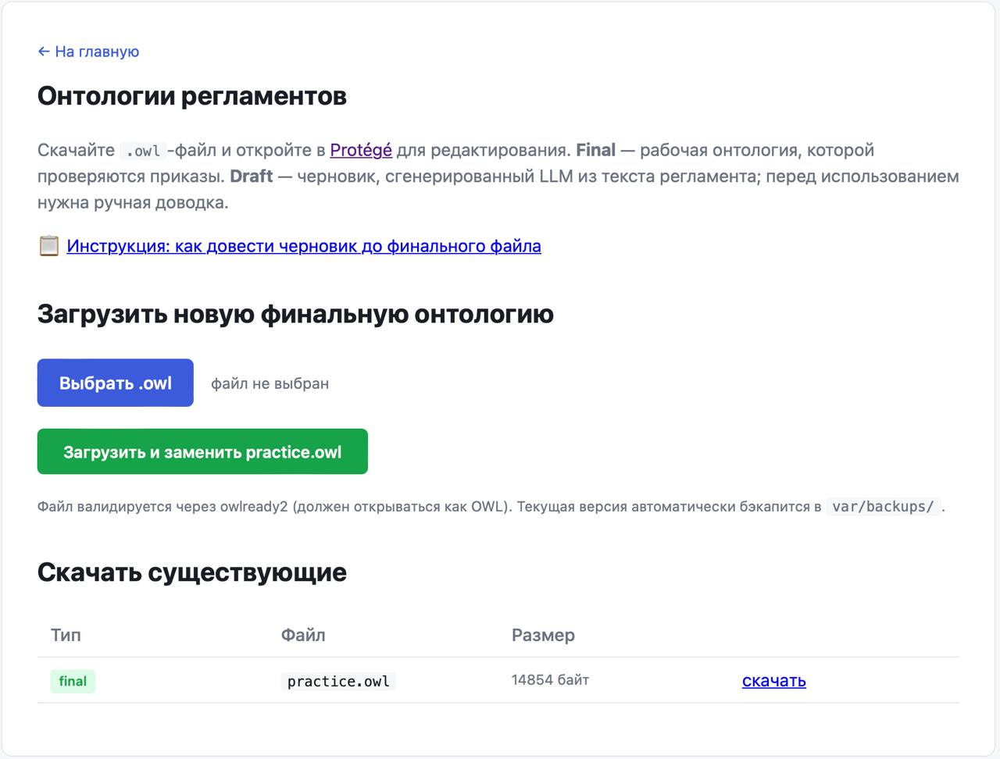 ← На главную
Онтологии регламентов
Скачайте .owl-файл и откройте в Protégé для редактирования. Final — рабочая онтология, которой
проверяются приказы. Draft — черновик, сгенерированный LLM из текста регламента; перед использованием
нужна ручная доводка.
📋 Инструкция: как довести черновик до финального файла
Загрузить новую финальную онтологию
Выбрать .owl файл не выбран
Загрузить и заменить practice.owl
Файл валидируется через owlready2 (должен открываться как OWL). Текущая версия автоматически бэкапится в var/backups/ .
Скачать существующие
Тип Файл Размер
final practice.owl 14854 байт скачать